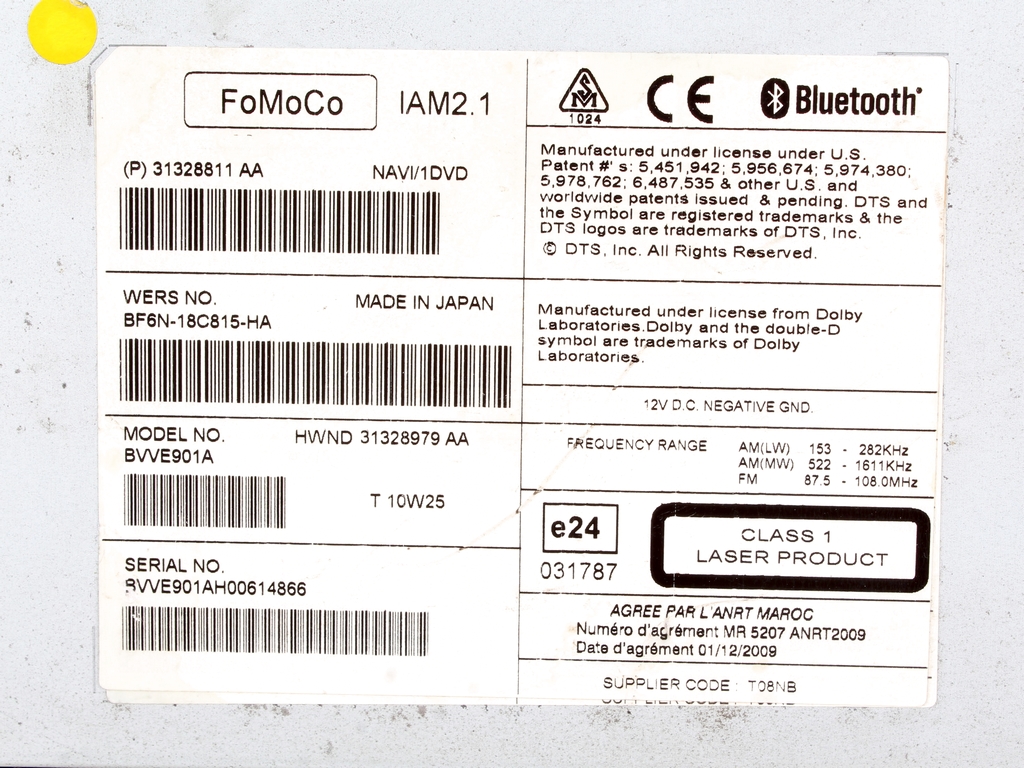 FoMoCo IAM2.1
(P) 31328811 AA NAVI/1DVD
WERS NO. MADE IN JAPAN
BF6N-18C815-HA
MODEL NO. HWND 31328979 AA
BVVE901A
T 10W25
SERIAL NO.
BVVE901AH00614866
SM
1024
CE
Bluetooth
Manufactured under license under U.S.
Patent #' s: 5,451,942; 5,956,674; 5,974,380;
5,978,762; 6,487,535 & other U.S. and
worldwide patents issued & pending. DTS and
the Symbol are registered trademarks & the
DTS logos are trademarks of DTS, Inc.
© DTS, Inc. All Rights Reserved.
Manufactured under license from Dolby
Laboratories.Dolby and the double-D
symbol are trademarks of Dolby
Laboratories.
12V D.C. NEGATIVE GND.
FREQUENCY RANGE AM(LW) 153 - 282KHz
AM(MW) 522 - 1611KHz
FM 87.5 - 108.0MHz
e24
031787
CLASS 1
LASER PRODUCT
AGREE PAR L'ANRT MAROC
Numéro d'agrément MR 5207 ANRT2009
Date d'agrément 01/12/2009
SUPPLIER CODE : T08NB